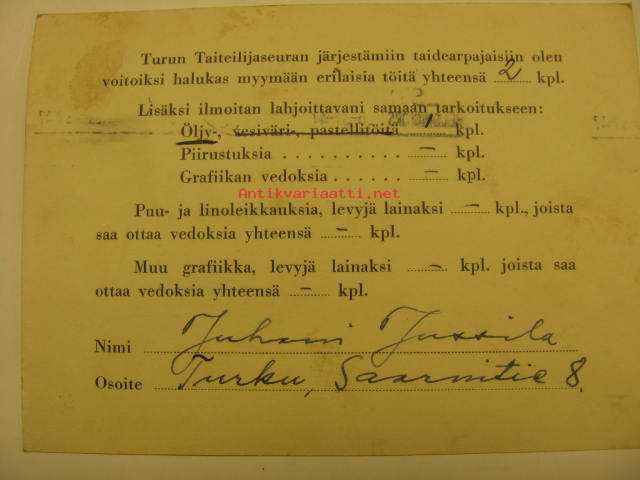 Turun Taiteilijaseuran järjestämiin taidearpajaisiin olen
voitoiksi halukas myymään erilaisia töitä yhteensä 2 kpl.
Lisäksi ilmoitan lahjoittavani samaan tarkoitukseen:
Öljy-, vesiväri-, pastellitöitä 1 kpl.
Piirustuksia . . . . . . . . . . — kpl.
Grafiikan vedoksia . . . . . . — kpl.
Antikvariaatti.net
Puu- ja linoleikkauksia, levyjä lainaksi — kpl., joista
saa ottaa vedoksia yhteensä — kpl.
Muu grafiikka, levyjä lainaksi — kpl. joista saa
ottaa vedoksia yhteensä — kpl.
Nimi Juhani Jussila
Osoite Turku, Saarnitie 8.